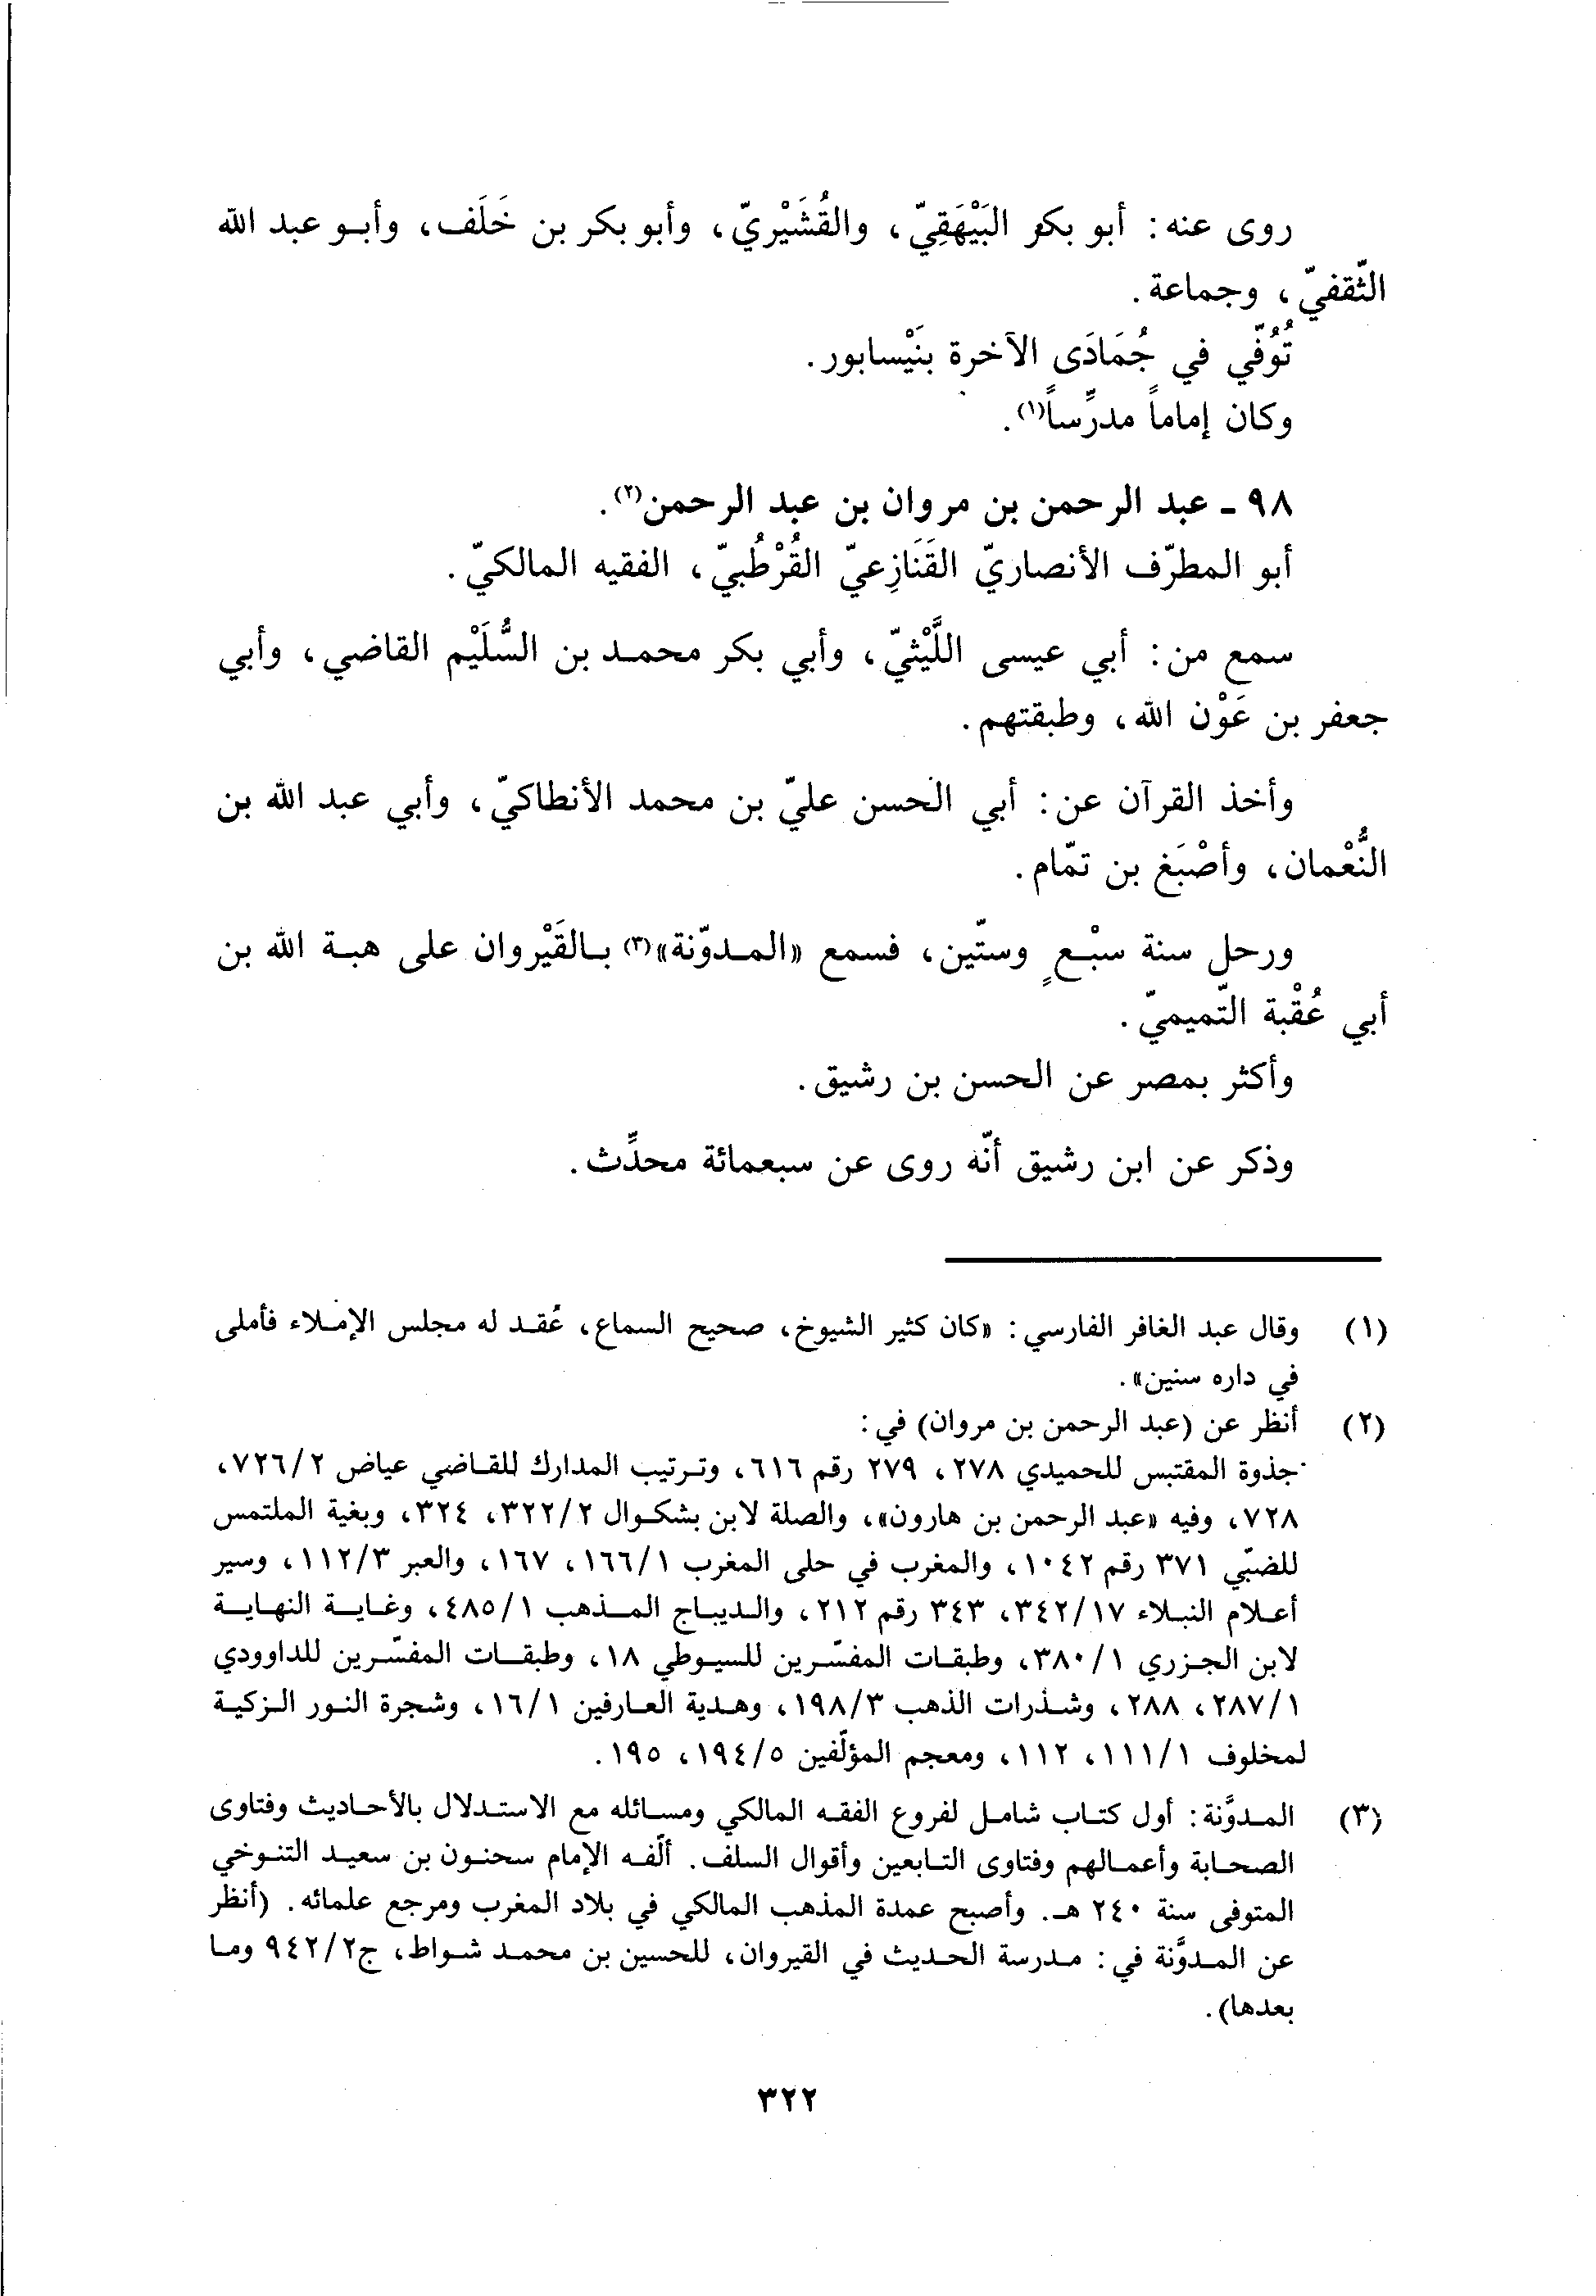 روى عنه: أبو بكر البَيْهَقِيّ، والقُشَيْريّ، وأبو بكر بن خَلَف، وأبو عبد الله
الثّقفيّ، وجماعة.
تُوُفّي في جُمَادَى الآخرة بنَيْسابور.
وكان إماماً مدرِّساً(١).
٩٨ ـ عبد الرحمن بن مروان بن عبد الرحمن(٢).
أبو المطرّف الأنصاريّ القَنَازِعيّ القُرْطُبيّ، الفقيه المالكيّ.
سمع من: أبي عيسى اللَّيْثيّ، وأبي بكر محمد بن السُّلَيْم القاضي، وأبي
جعفر بن عَوْن الله، وطبقتهم.
وأخذ القرآن عن: أبي الحسن عليّ بن محمد الأنطاكيّ، وأبي عبد الله بن
النُّعْمان، وأصْبَغ بن تمّام.
ورحل سنة سبْعٍ وستّين، فسمع «المدوّنة»(٣) بالقَيْروان على هبة الله بن
أبي عُقْبة التّميميّ.
وأكثر بمصر عن الحسن بن رشيق.
وذكر عن ابن رشيق أنّه روى عن سبعمائة محدِّث.
(١) وقال عبد الغافر الفارسي: «كان كثير الشيوخ، صحيح السماع، عُقد له مجلس الإملاء فأملى
في داره سنين».
(٢) أنظر عن (عبد الرحمن بن مروان) في:
جذوة المقتبس للحميدي ٢٧٨، ٢٧٩ رقم ٦١٦، وترتيب المدارك للقاضي عياض ٧٢٦/٢،
٧٢٨، وفيه «عبد الرحمن بن هارون»، والصلة لابن بشكوال ٣٢٢/٢، ٣٢٤، وبغية الملتمس
للضبّي ٣٧١ رقم ١٠٤٢، والمغرب في حلى المغرب ١٦٦/١، ١٦٧، والعبر ١١٢/٣، وسير
أعلام النبلاء ٣٤٢/١٧، ٣٤٣ رقم ٢١٢، والديباج المذهب ٤٨٥/١، وغاية النهاية
لابن الجزري ٣٨٠/١، وطبقات المفسّرين للسيوطي ١٨، وطبقات المفسّرين للداوودي
٢٨٧/١، ٢٨٨، وشذرات الذهب ١٩٨/٣، وهدية العارفين ١٦/١، وشجرة النور الزكية
لمخلوف ١١١/١، ١١٢، ومعجم المؤلّفين ١٩٤/٥، ١٩٥.
(٣) المدوَّنة: أول كتاب شامل لفروع الفقه المالكي ومسائله مع الاستدلال بالأحاديث وفتاوى
الصحابة وأعمالهم وفتاوى التابعين وأقوال السلف. ألّفه الإمام سحنون بن سعيد التنوخي
المتوفى سنة ٢٤٠ هـ. وأصبح عمدة المذهب المالكي في بلاد المغرب ومرجع علمائه. (أنظر
عن المدوَّنة في: مدرسة الحديث في القيروان، للحسين بن محمد شواط، ج٩٤٢/٢ وما
بعدها).
٣٢٢